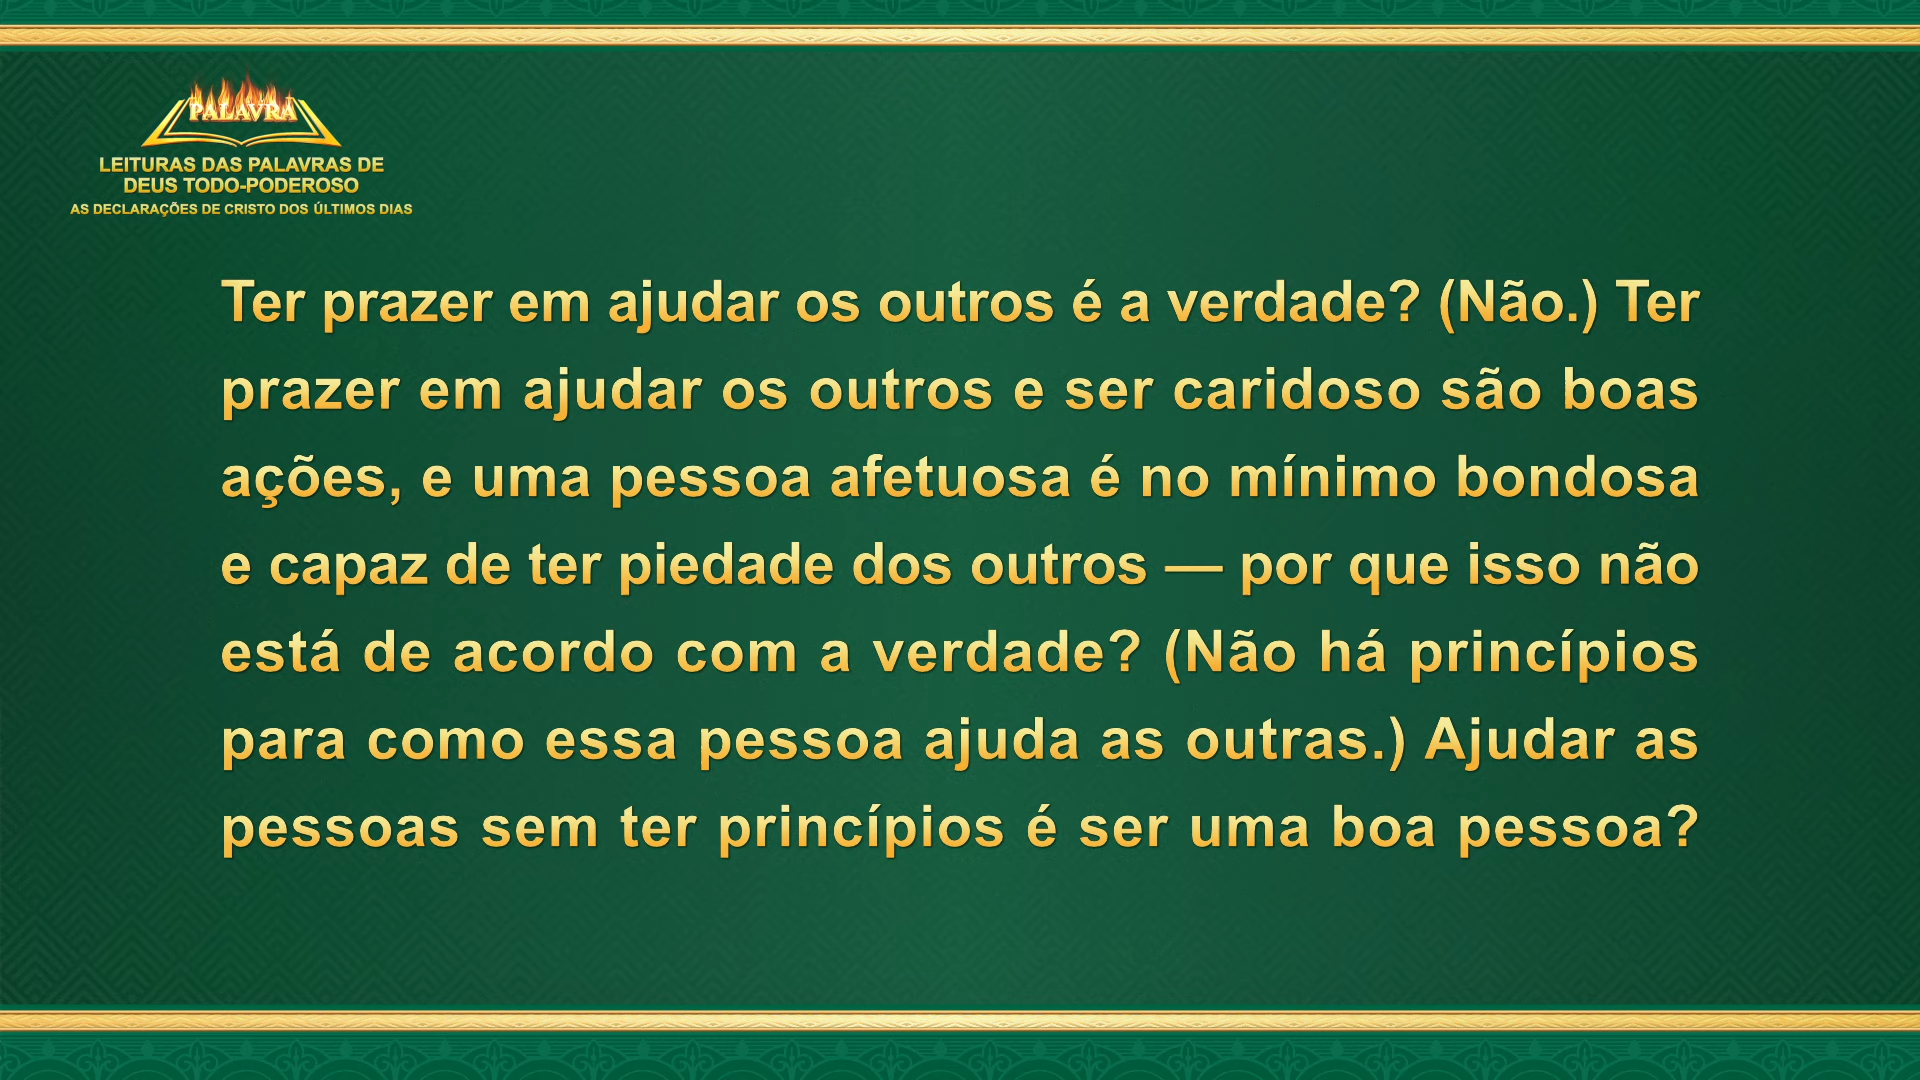 PALAVRA
LEITURAS DAS PALAVRAS DE
DEUS TODO-PODEROSO
AS DECLARAÇÕES DE CRISTO DOS ÚLTIMOS DIAS
Ter prazer em ajudar os outros é a verdade? (Não.) Ter
prazer em ajudar os outros e ser caridoso são boas
ações, e uma pessoa afetuosa é no mínimo bondosa
e capaz de ter piedade dos outros — por que isso não
está de acordo com a verdade? (Não há princípios
para como essa pessoa ajuda as outras.) Ajudar as
pessoas sem ter princípios é ser uma boa pessoa?